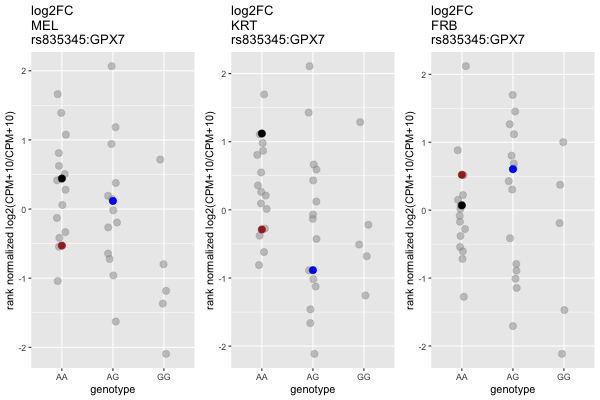 log2FC
MEL
rs835345:GPX7
rank normalized log2(CPM+10/CPM+10)
2
1
0
-1
-2
AA AG GG
genotype
log2FC
KRT
rs835345:GPX7
rank normalized log2(CPM+10/CPM+10)
2
1
0
-1
-2
AA AG GG
genotype
log2FC
FRB
rs835345:GPX7
rank normalized log2(CPM+10/CPM+10)
2
1
0
-1
-2
AA AG GG
genotype